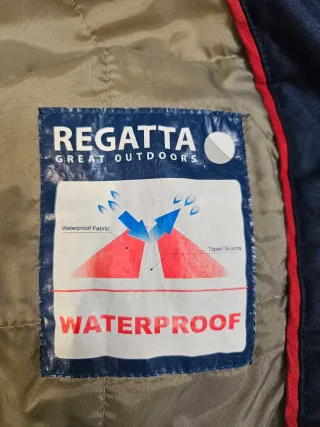 REGATTA
GREAT OUTDOORS
Waterproof Fabric
Taped Seams
WATERPROOF